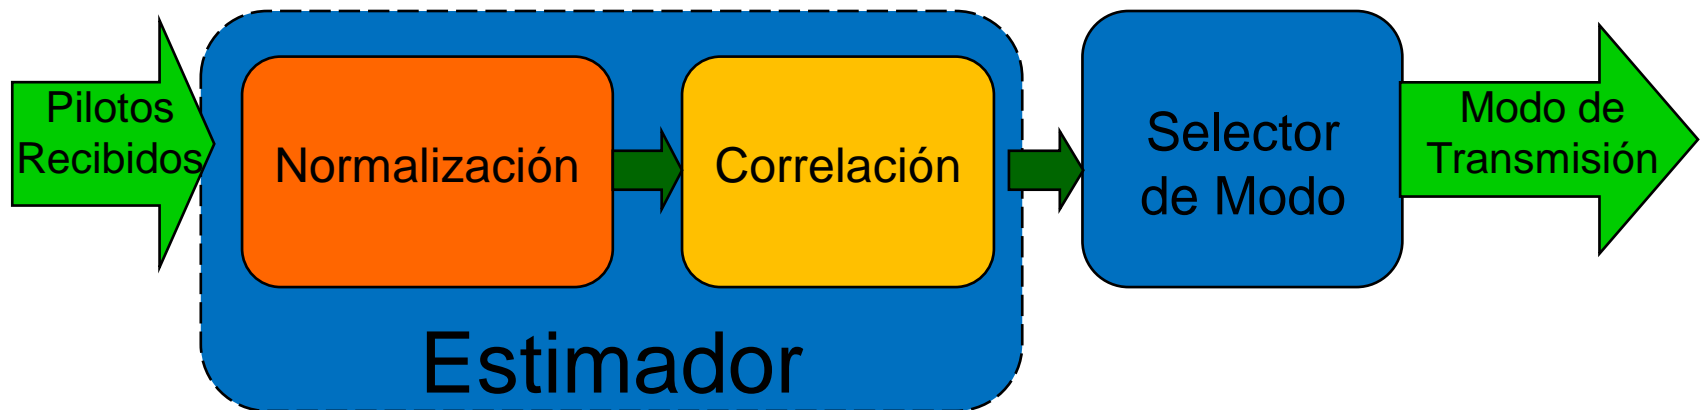 Pilotos
Recibidos
Normalización
Correlación
Estimador
Selector
de Modo
Modo de
Transmisión